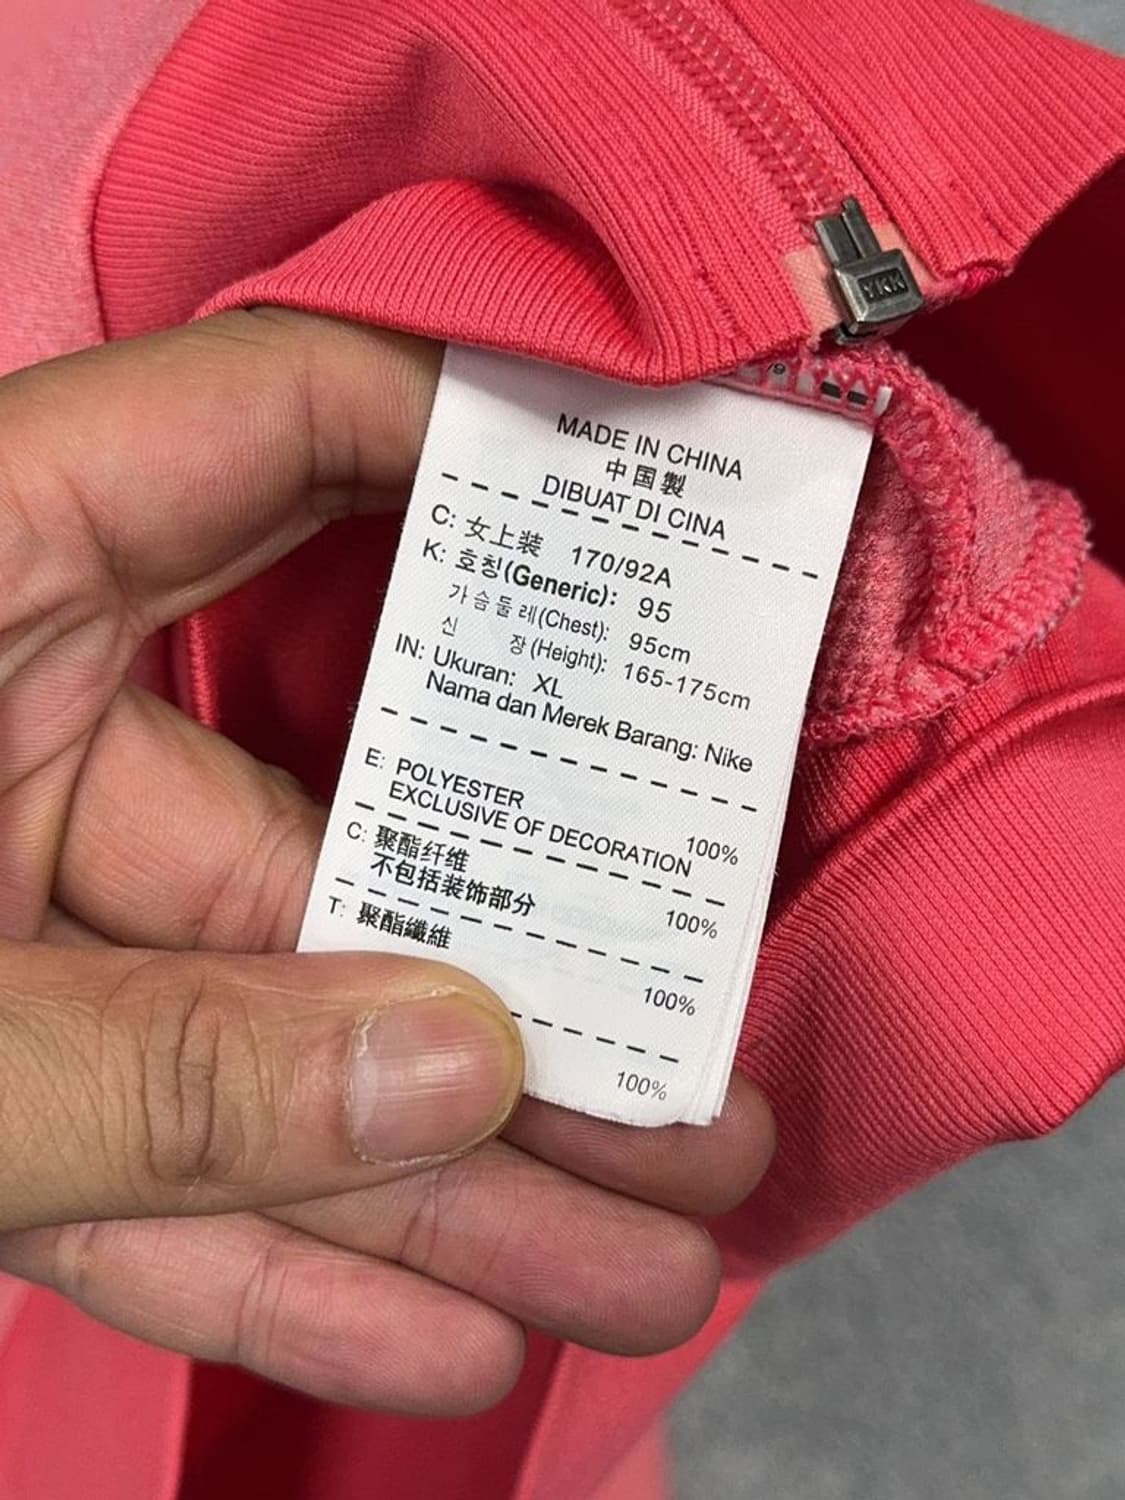 YKK
MADE IN CHINA
中国製
DIBUAT DI CINA
C: 女上装 170/92A
K: 호칭(Generic): 95
가슴둘레(Chest): 95cm
신 장(Height): 165-175cm
IN: Ukuran: XL
Nama dan Merek Barang: Nike
E: POLYESTER 100%
EXCLUSIVE OF DECORATION
C: 聚酯纤维 100%
不包括装饰部分
T: 聚酯纖維 100%
100%